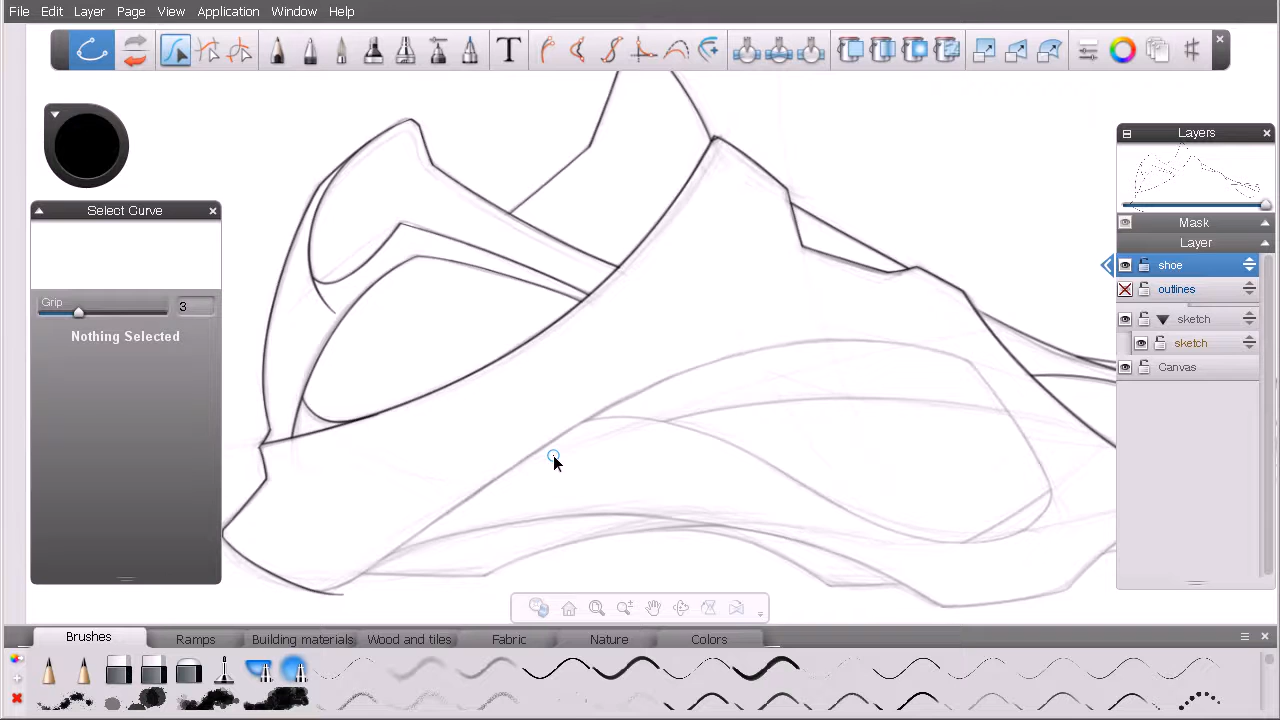 File Edit Layer Page View Application Window Help
T
Select Curve
Grip 3
Nothing Selected
Layers
Mask
Layer
shoe
outlines
sketch
sketch
Canvas
Brushes Ramps Building materials Wood and tiles Fabric Nature Colors